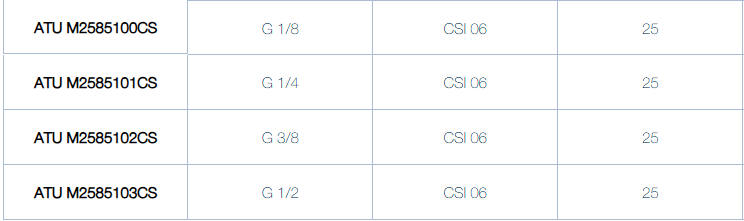 ATU M2585100CS G 1/8 CSI 06 25
ATU M2585101CS G 1/4 CSI 06 25
ATU M2585102CS G 3/8 CSI 06 25
ATU M2585103CS G 1/2 CSI 06 25